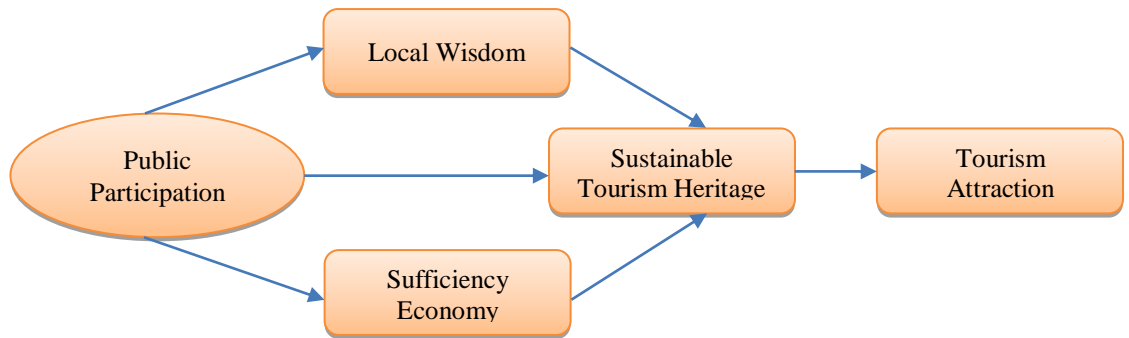 Local Wisdom
Public
Participation
Sustainable
Tourism Heritage
Tourism
Attraction
Sufficiency
Economy